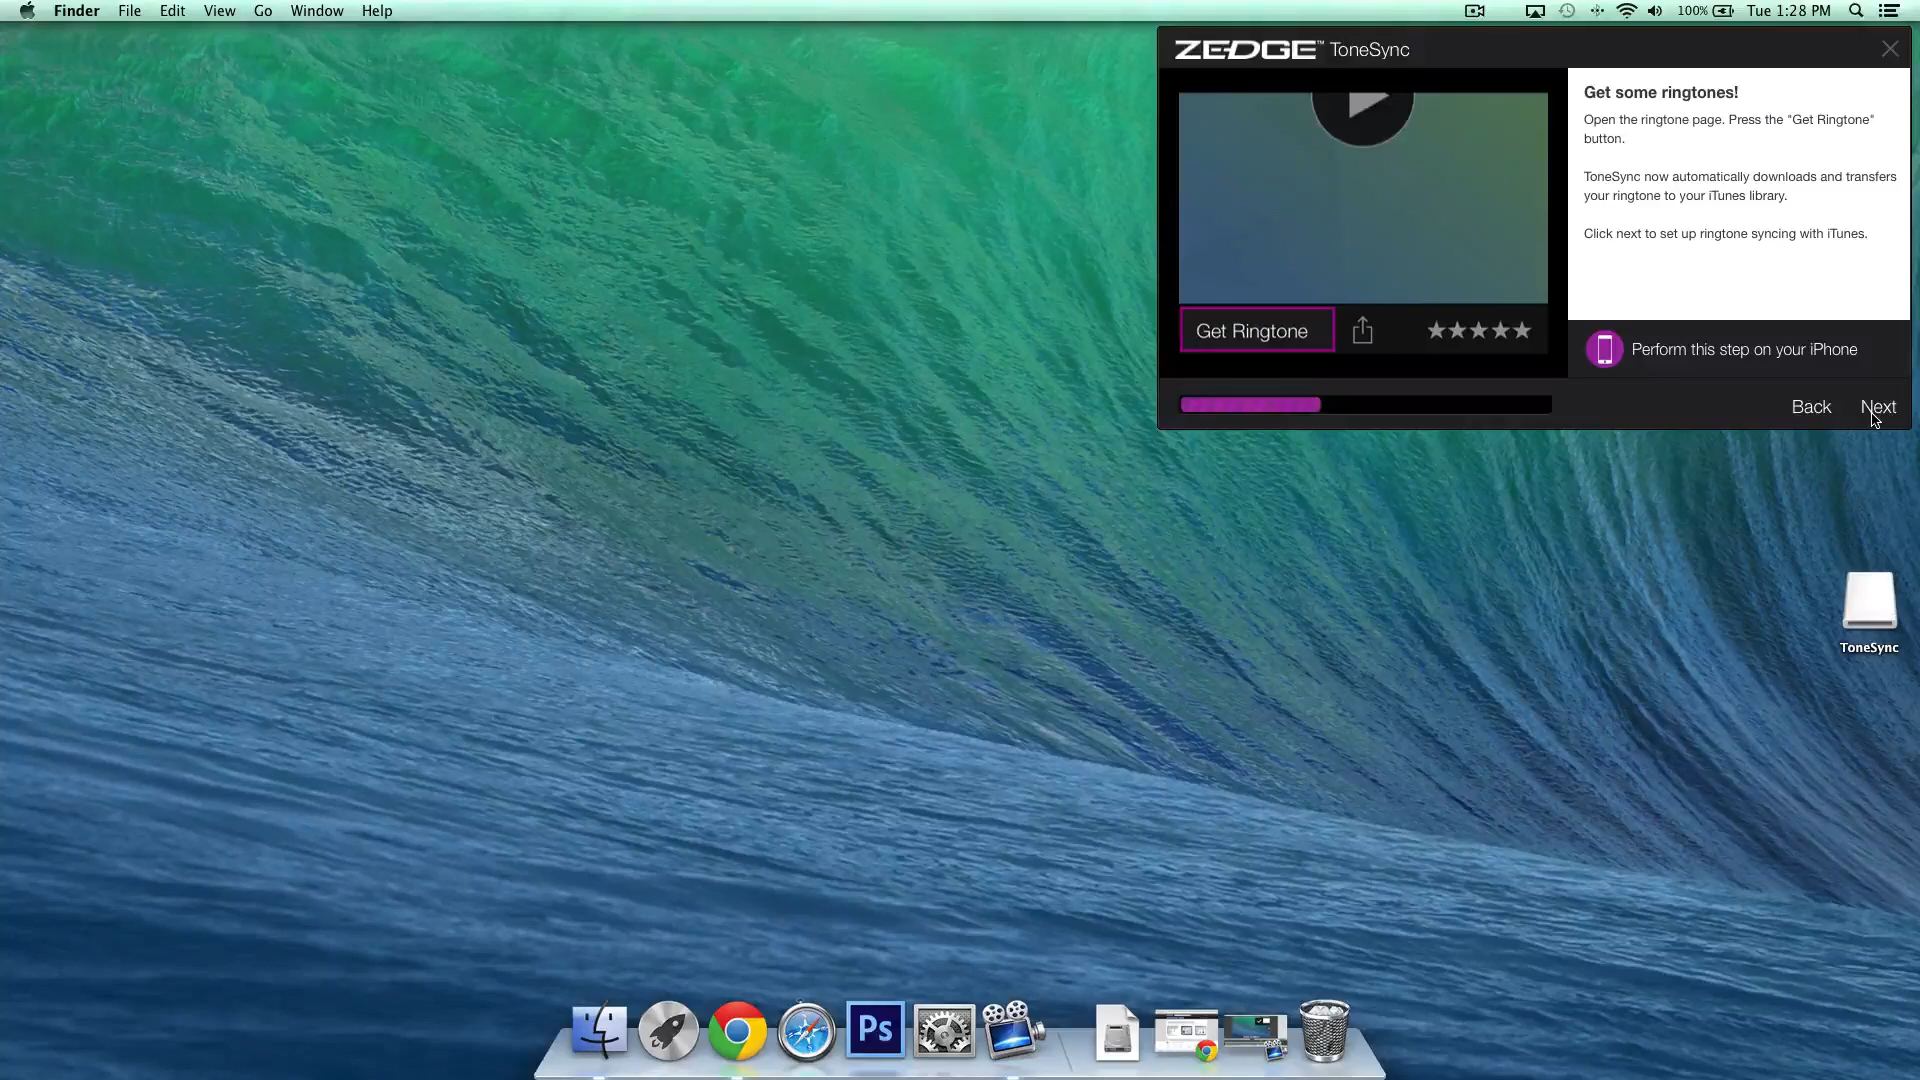 Finder File Edit View Go Window Help
100% Tue 1:28 PM
ZEDGE™ ToneSync
Get some ringtones!
Open the ringtone page. Press the "Get Ringtone"
button.
ToneSync now automatically downloads and transfers
your ringtone to your iTunes library.
Click next to set up ringtone syncing with iTunes.
Get Ringtone
Perform this step on your iPhone
Back Next
ToneSync
Ps